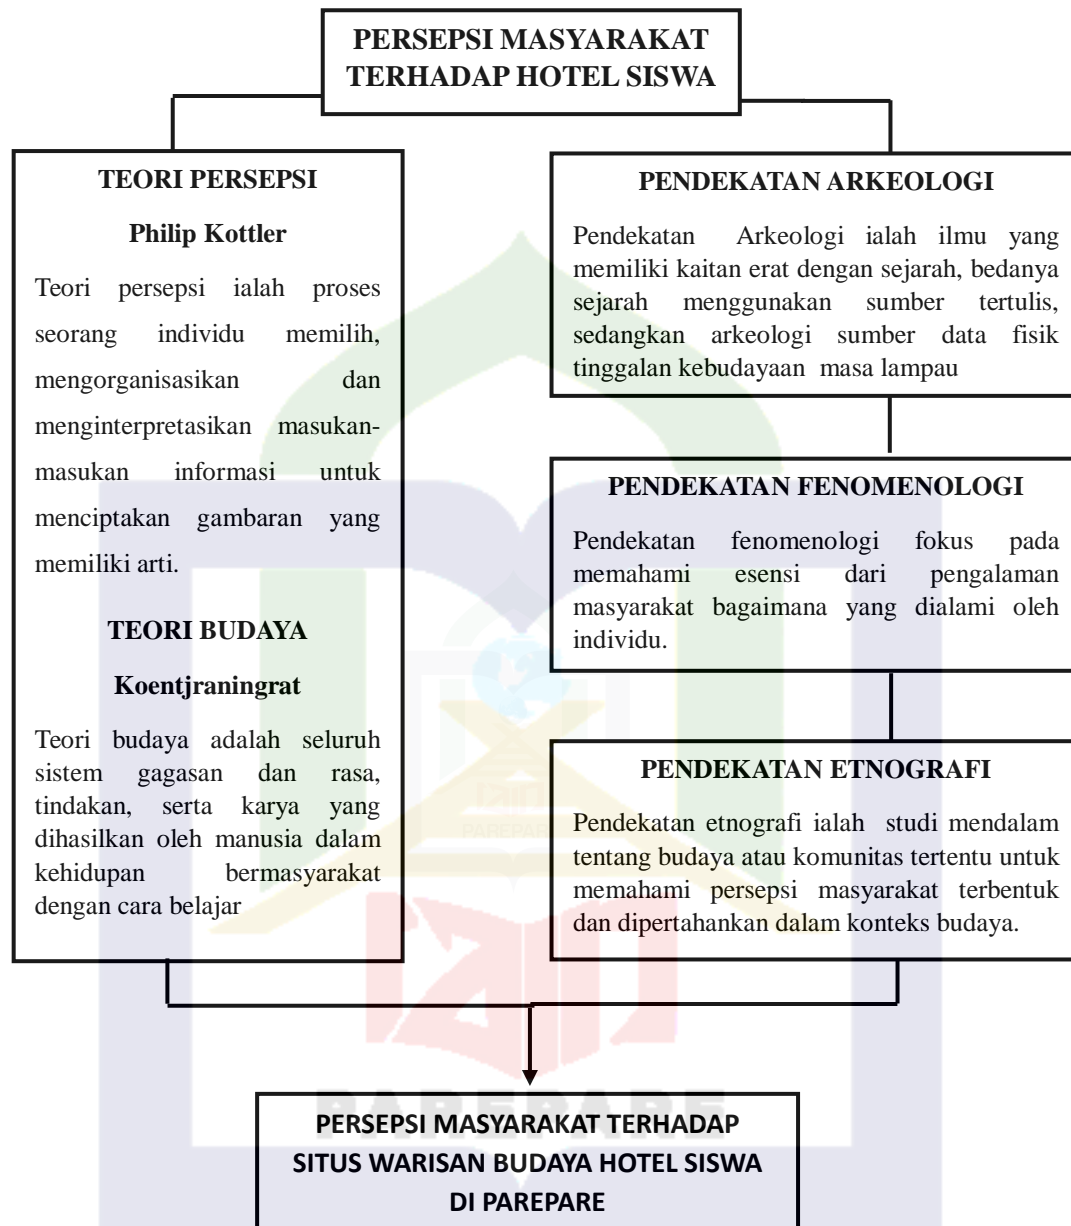 PERSEPSI MASYARAKAT
TERHADAP HOTEL SISWA
TEORI PERSEPSI
Philip Kottler
Teori persepsi ialah proses
seorang individu memilih,
mengorganisasikan dan
menginterpretasikan masukan-
masukan informasi untuk
menciptakan gambaran yang
memiliki arti.
TEORI BUDAYA
Koentjraningrat
Teori budaya adalah seluruh
sistem gagasan dan rasa,
tindakan, serta karya yang
dihasilkan oleh manusia dalam
kehidupan bermasyarakat
dengan cara belajar
PENDEKATAN ARKEOLOGI
Pendekatan Arkeologi ialah ilmu yang
memiliki kaitan erat dengan sejarah, bedanya
sejarah menggunakan sumber tertulis,
sedangkan arkeologi sumber data fisik
tinggalan kebudayaan masa lampau
PENDEKATAN FENOMENOLOGI
Pendekatan fenomenologi fokus pada
memahami esensi dari pengalaman
masyarakat bagaimana yang dialami oleh
individu.
PENDEKATAN ETNOGRAFI
Pendekatan etnografi ialah studi mendalam
tentang budaya atau komunitas tertentu untuk
memahami persepsi masyarakat terbentuk
dan dipertahankan dalam konteks budaya.
iain
PAREPARE
PAREPARE
PERSEPSI MASYARAKAT TERHADAP
SITUS WARISAN BUDAYA HOTEL SISWA
DI PAREPARE